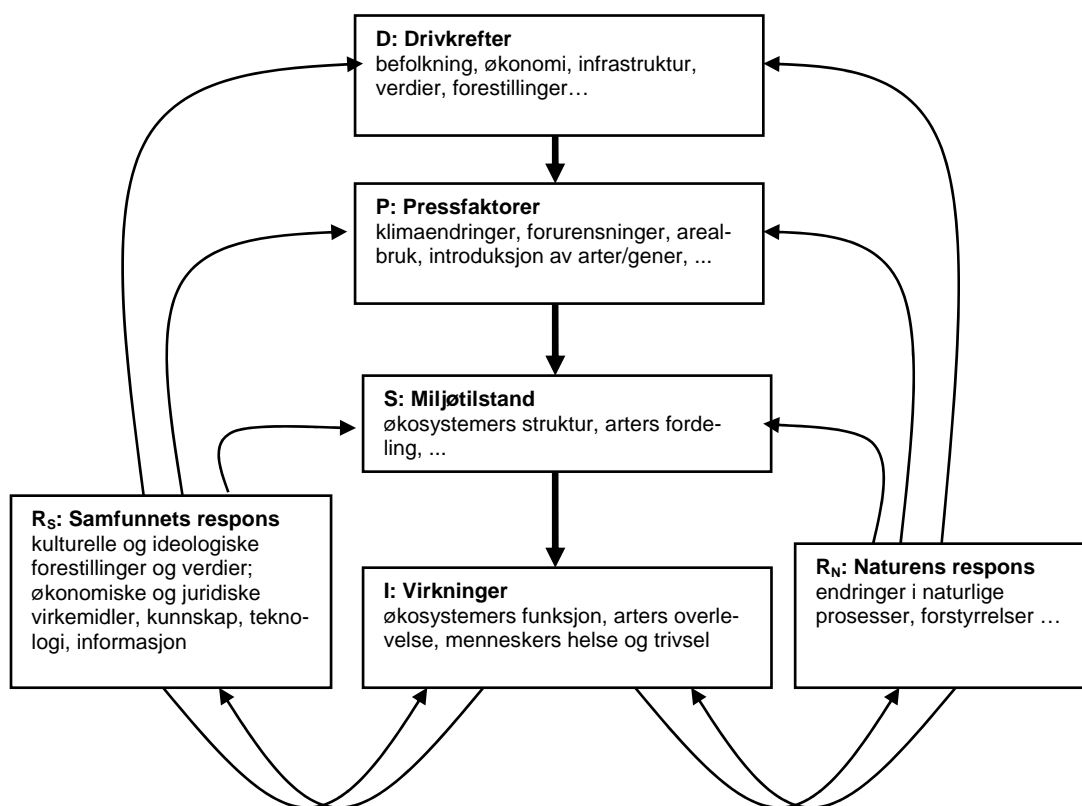 D: Drivkrefter
befolkning, økonomi, infrastruktur,
verdier, forestillinger…
P: Pressfaktorer
klimaendringer, forurensninger, areal-
bruk, introduksjon av arter/gener, ...
S: Miljøtilstand
økosystemers struktur, arters forde-
ling, ...
RS: Samfunnets respons
kulturelle og ideologiske
forestillinger og verdier;
økonomiske og juridiske
virkemidler, kunnskap, tekno-
logi, informasjon
I: Virkninger
økosystemers funksjon, arters overle-
velse, menneskers helse og trivsel
RN: Naturens respons
endringer i naturlige
prosesser, forstyrrelser …